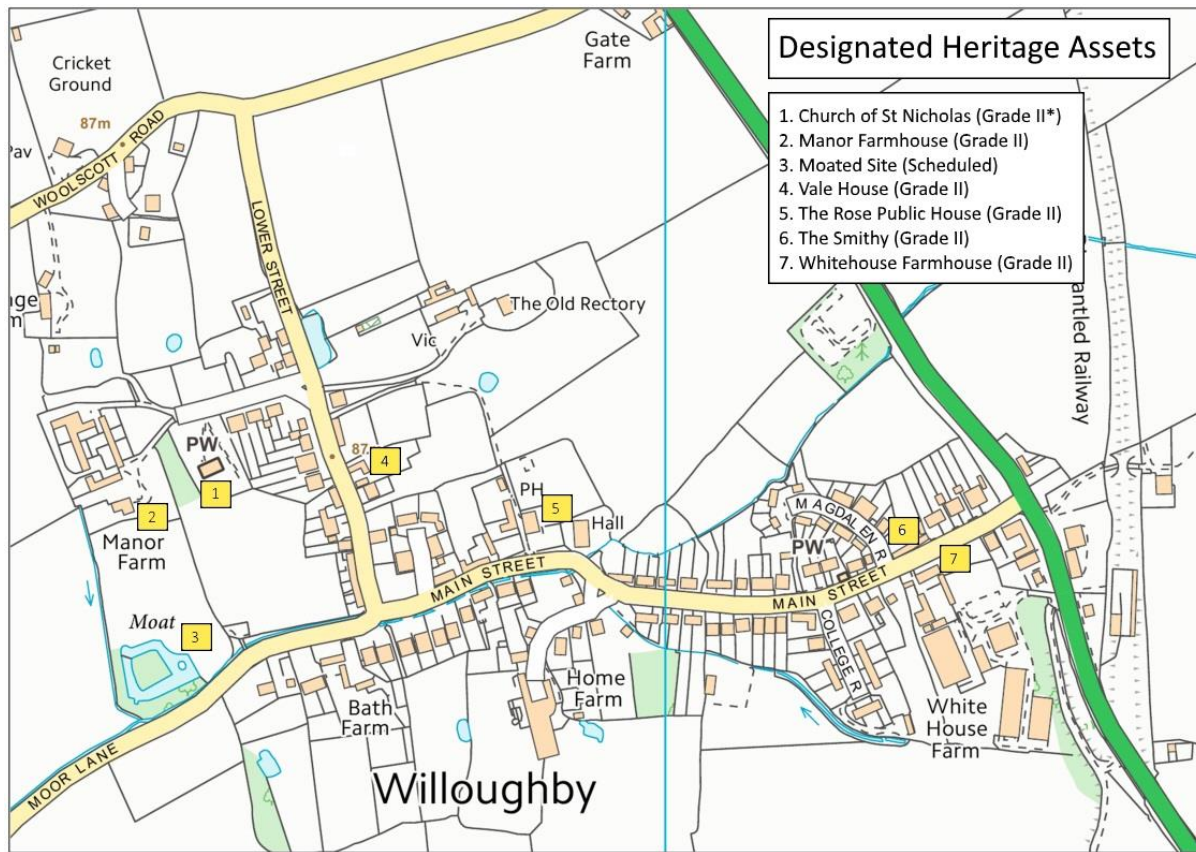 Designated Heritage Assets
1. Church of St Nicholas (Grade II*)
2. Manor Farmhouse (Grade II)
3. Moated Site (Scheduled)
4. Vale House (Grade II)
5. The Rose Public House (Grade II)
6. The Smithy (Grade II)
7. Whitehouse Farmhouse (Grade II)
Gate
Farm
Cricket
Ground
87m
Pav
WOOLSCOTT ROAD
LOWER STREET
The Old Rectory
Vic
antled Railway
PW
87
4
1
2
Manor
Farm
PH
5
Hall
MAGDALEN R
6
PW
7
MAIN STREET
MAIN STREET
COLLEGE R
Moat
3
Bath
Farm
Home
Farm
White
House
Farm
MOOR LANE
Willoughby